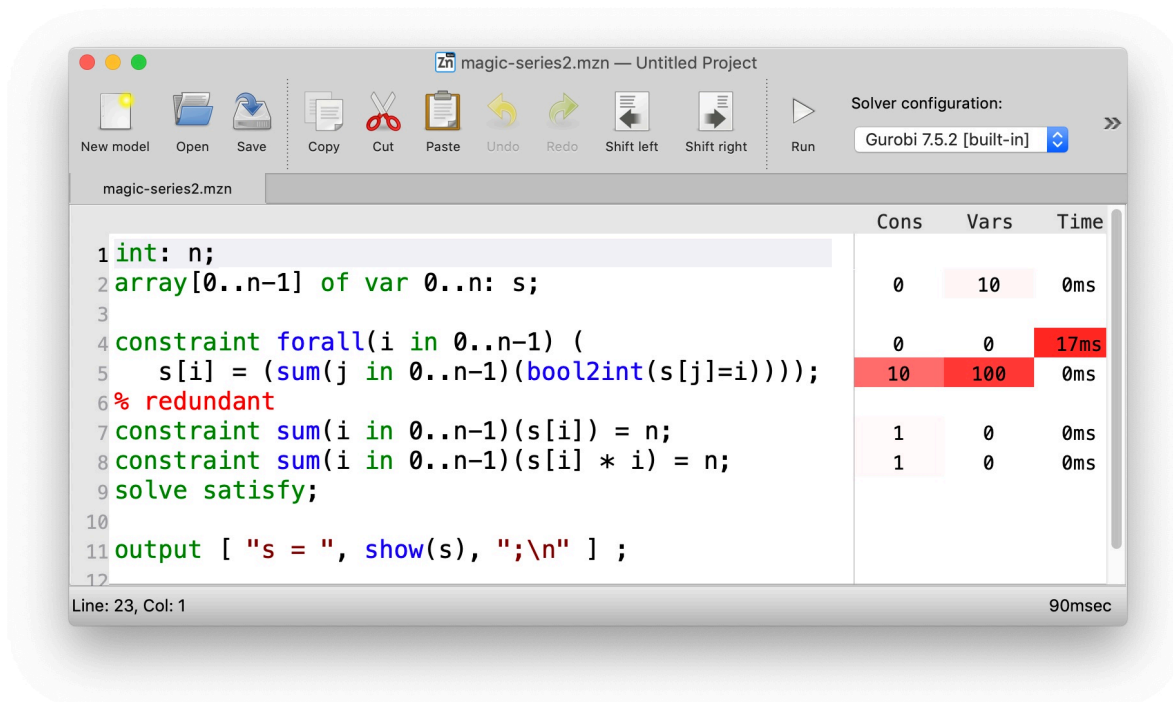 Zn magic-series2.mzn — Untitled Project
Solver configuration:
New model Open Save Copy Cut Paste Undo Redo Shift left Shift right Run Gurobi 7.5.2 [built-in] »
magic-series2.mzn
Cons Vars Time
1 int: n;
2 array[0..n-1] of var 0..n: s; 0 10 0ms
3
4 constraint forall(i in 0..n-1) ( 0 0 17ms
5 s[i] = (sum(j in 0..n-1)(bool2int(s[j]=i)))); 10 100 0ms
6 % redundant
7 constraint sum(i in 0..n-1)(s[i]) = n; 1 0 0ms
8 constraint sum(i in 0..n-1)(s[i] * i) = n; 1 0 0ms
9 solve satisfy;
10
11 output [ "s = ", show(s), ";\n" ] ;
12
Line: 23, Col: 1 90msec